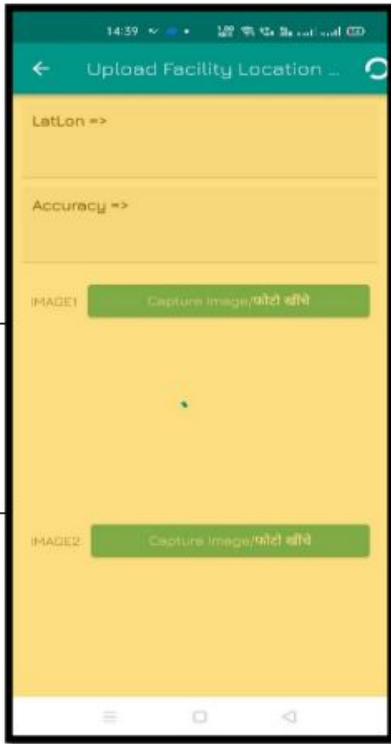 14:39
Upload Facility Location ...
LatLon =>
Accuracy =>
IMAGE1 Capture Image/फोटो खींचे
IMAGE2 Capture Image/फोटो खींचे